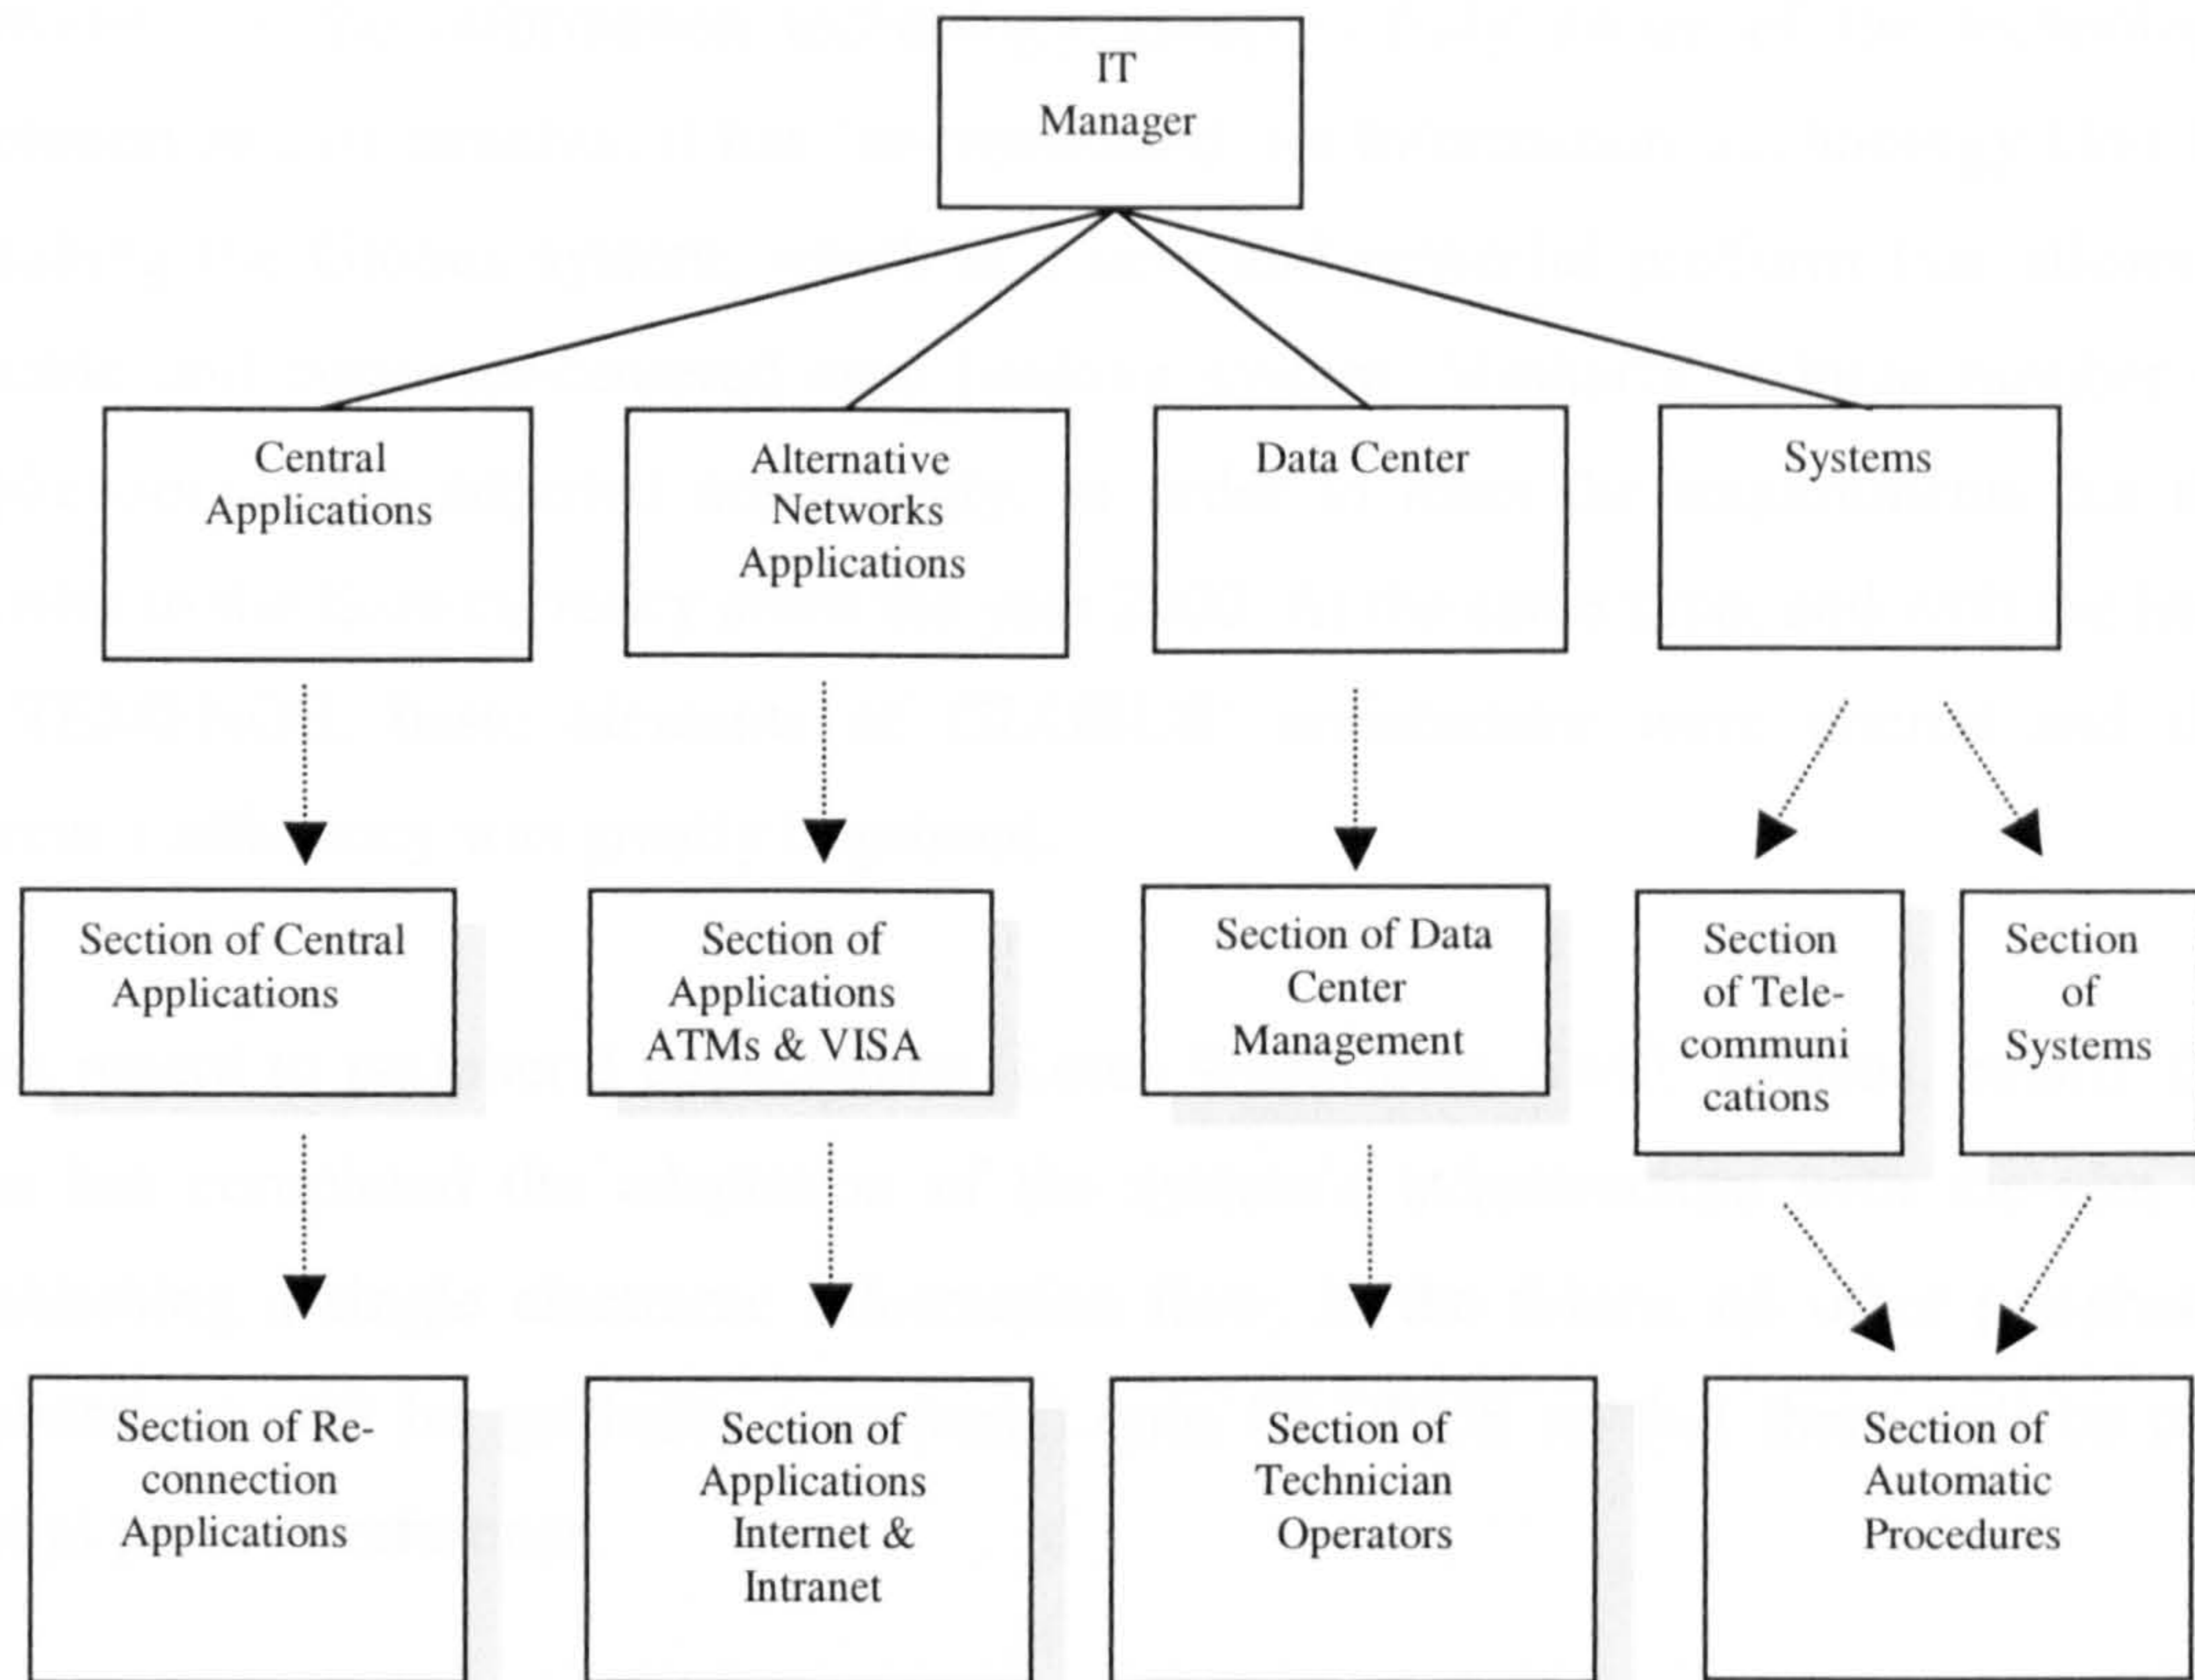 IT
Manager
Central
Applications
Alternative
Networks
Applications
Data Center
Systems
Section of Central
Applications
Section of
Applications
ATMs & VISA
Section of Data
Center
Management
Section
of Tele-
communi
cations
Section
of
Systems
Section of Re-
connection
Applications
Section of
Applications
Internet &
Intranet
Section of
Technician
Operators
Section of
Automatic
Procedures